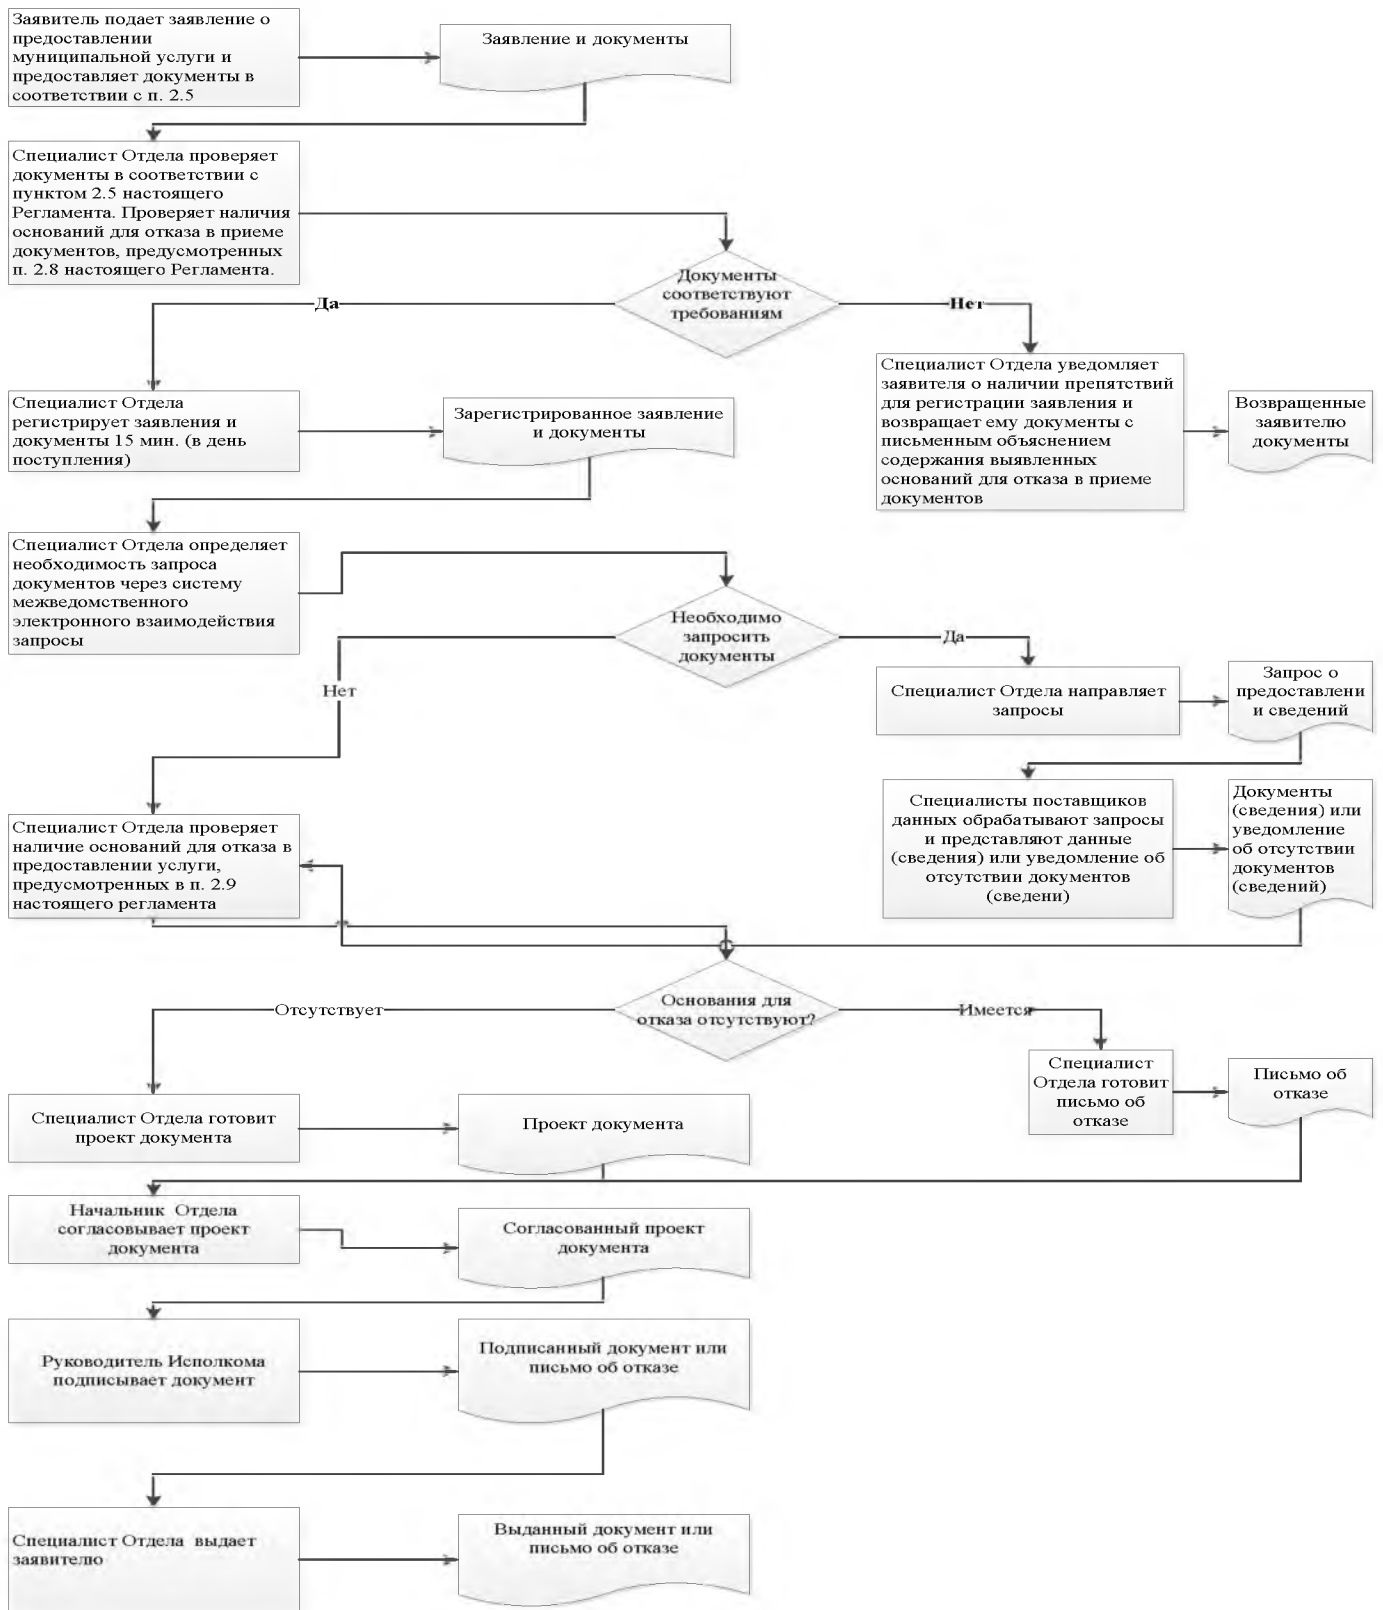 Заявитель подает заявление о
предоставлении
муниципальной услуги и
предоставляет документы в
соответствии с п. 2.5
Заявление и документы
Специалист Отдела проверяет
документы в соответствии с
пунктом 2.5 настоящего
Регламента. Проверяет наличия
оснований для отказа в приеме
документов, предусмотренных
п. 2.8 настоящего Регламента.
Документы
соответствуют
требованиям
Да
Нет
Специалист Отдела
регистрирует заявления и
документы 15 мин. (в день
поступления)
Зарегистрированное заявление
и документы
Специалист Отдела уведомляет
заявителя о наличии препятствий
для регистрации заявления и
возвращает ему документы с
письменным объяснением
содержания выявленных
оснований для отказа в приеме
документов
Возвращенные
заявителю
документы
Специалист Отдела определяет
необходимость запроса
документов через систему
межведомственного
электронного взаимодействия
запросы
Необходимо
запросить
документы
Да
Нет
Специалист Отдела направляет
запросы
Запрос о
предоставлени
и сведений
Специалисты поставщиков
данных обрабатывают запросы
и представляют данные
(сведения) или уведомление об
отсутствии документов
(сведени)
Документы
(сведения) или
уведомление
об отсутствии
документов
(сведений)
Специалист Отдела проверяет
наличие оснований для отказа в
предоставлении услуги,
предусмотренных в п. 2.9
настоящего регламента
Основания для
отказа отсутствуют?
Отсутствует
Имеется
Специалист
Отдела готовит
письмо об
отказе
Письмо об
отказе
Специалист Отдела готовит
проект документа
Проект документа
Начальник Отдела
согласовывает проект
документа
Согласованный проект
документа
Руководитель Исполкома
подписывает документ
Подписанный документ или
письмо об отказе
Специалист Отдела выдает
заявителю
Выданный документ или
письмо об отказе